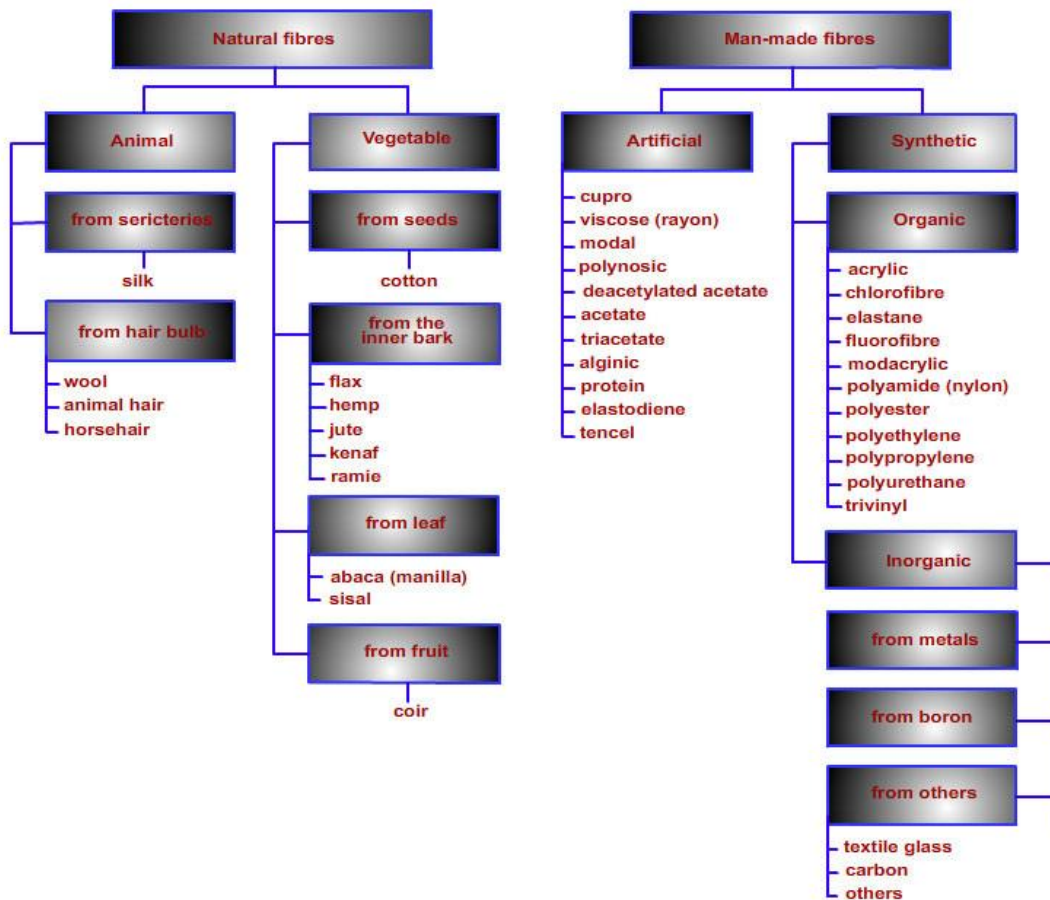 Natural fibres
Animal
from sericteries
silk
from hair bulb
wool
animal hair
horsehair
Vegetable
from seeds
cotton
from the
inner bark
flax
hemp
jute
kenaf
ramie
from leaf
abaca (manilla)
sisal
from fruit
coir
Man-made fibres
Artificial
cupro
viscose (rayon)
modal
polynosic
deacetylated acetate
acetate
triacetate
alginic
protein
elastodiene
tencel
Synthetic
Organic
acrylic
chlorofibre
elastane
fluorofibre
modacrylic
polyamide (nylon)
polyester
polyethylene
polypropylene
polyurethane
trivinyl
Inorganic
from metals
from boron
from others
textile glass
carbon
others